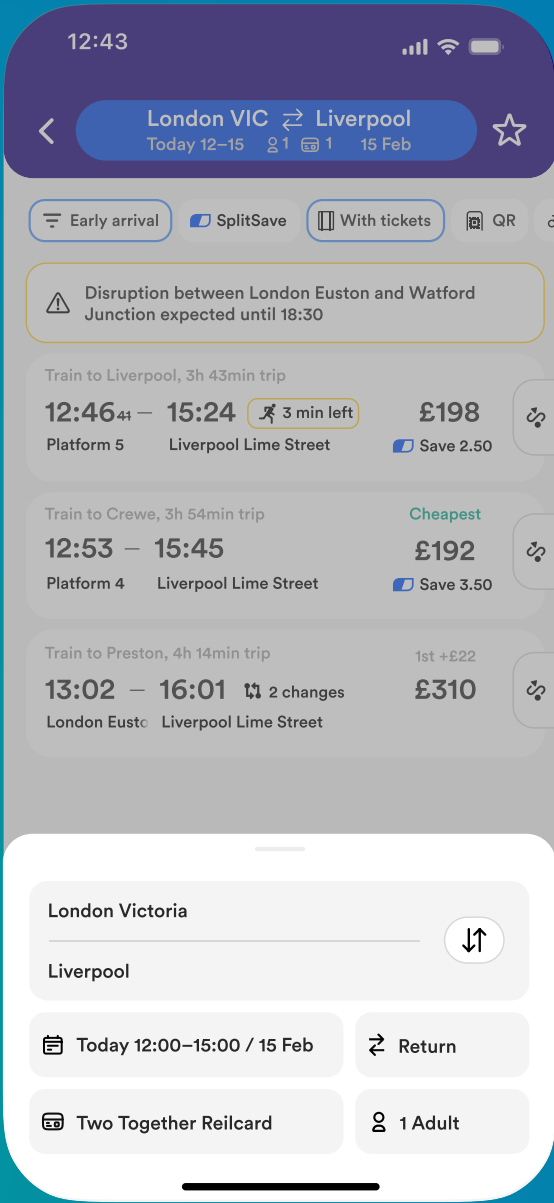 12:43
London VIC ⇄ Liverpool
Today 12–15 1 1 15 Feb
Early arrival SplitSave With tickets QR
Disruption between London Euston and Watford
Junction expected until 18:30
Train to Liverpool, 3h 43min trip
12:46 41 — 15:24 3 min left £198
Platform 5 Liverpool Lime Street Save 2.50
Train to Crewe, 3h 54min trip Cheapest
12:53 — 15:45 £192
Platform 4 Liverpool Lime Street Save 3.50
Train to Preston, 4h 14min trip 1st +£22
13:02 — 16:01 2 changes £310
London Eusto Liverpool Lime Street
London Victoria
Liverpool
Today 12:00–15:00 / 15 Feb Return
Two Together Reilcard 1 Adult